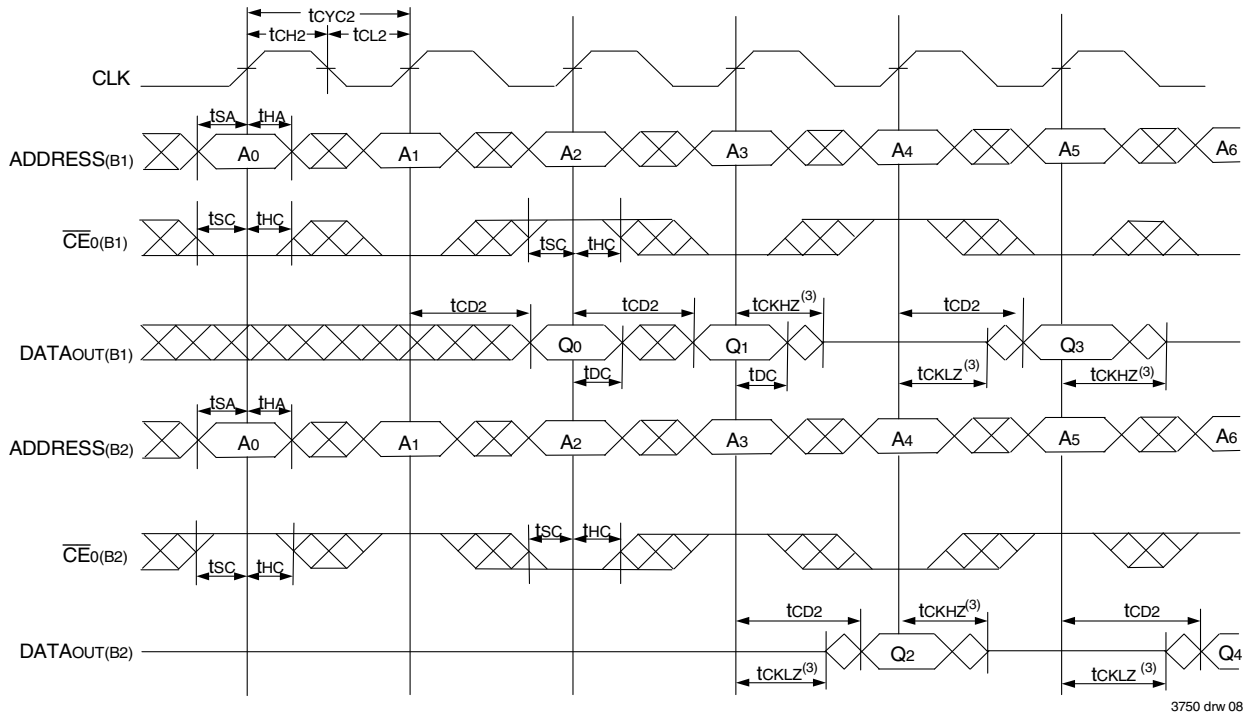 tCYC2
tCH2 tCL2
CLK
tSA tHA
ADDRESS(B1) A0 A1 A2 A3 A4 A5 A6
tSC tHC
CE0(B1)
tSC tHC
tCD2 tCD2 tCKHZ(3) tCD2
DATAOUT(B1) Q0 Q1 Q3
tDC tDC tCKLZ(3) tCKHZ(3)
tSA tHA
ADDRESS(B2) A0 A1 A2 A3 A4 A5 A6
tSC tHC
CE0(B2)
tSC tHC
tCD2 tCKHZ(3) tCD2
DATAOUT(B2) Q2 Q4
tCKLZ(3) tCKLZ(3)
3750 drw 08